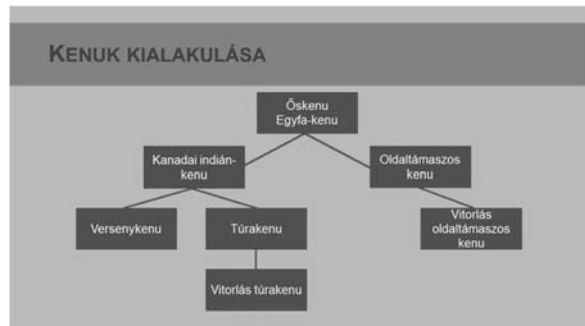 KENUK KIALAKULÁSA
Őskenu
Egyfa-kenu
Kanadai indián-
kenu
Oldaltámaszos
kenu
Versenykenu
Túrakenu
Vitorlás
oldaltámaszos
kenu
Vitorlás túrakenu